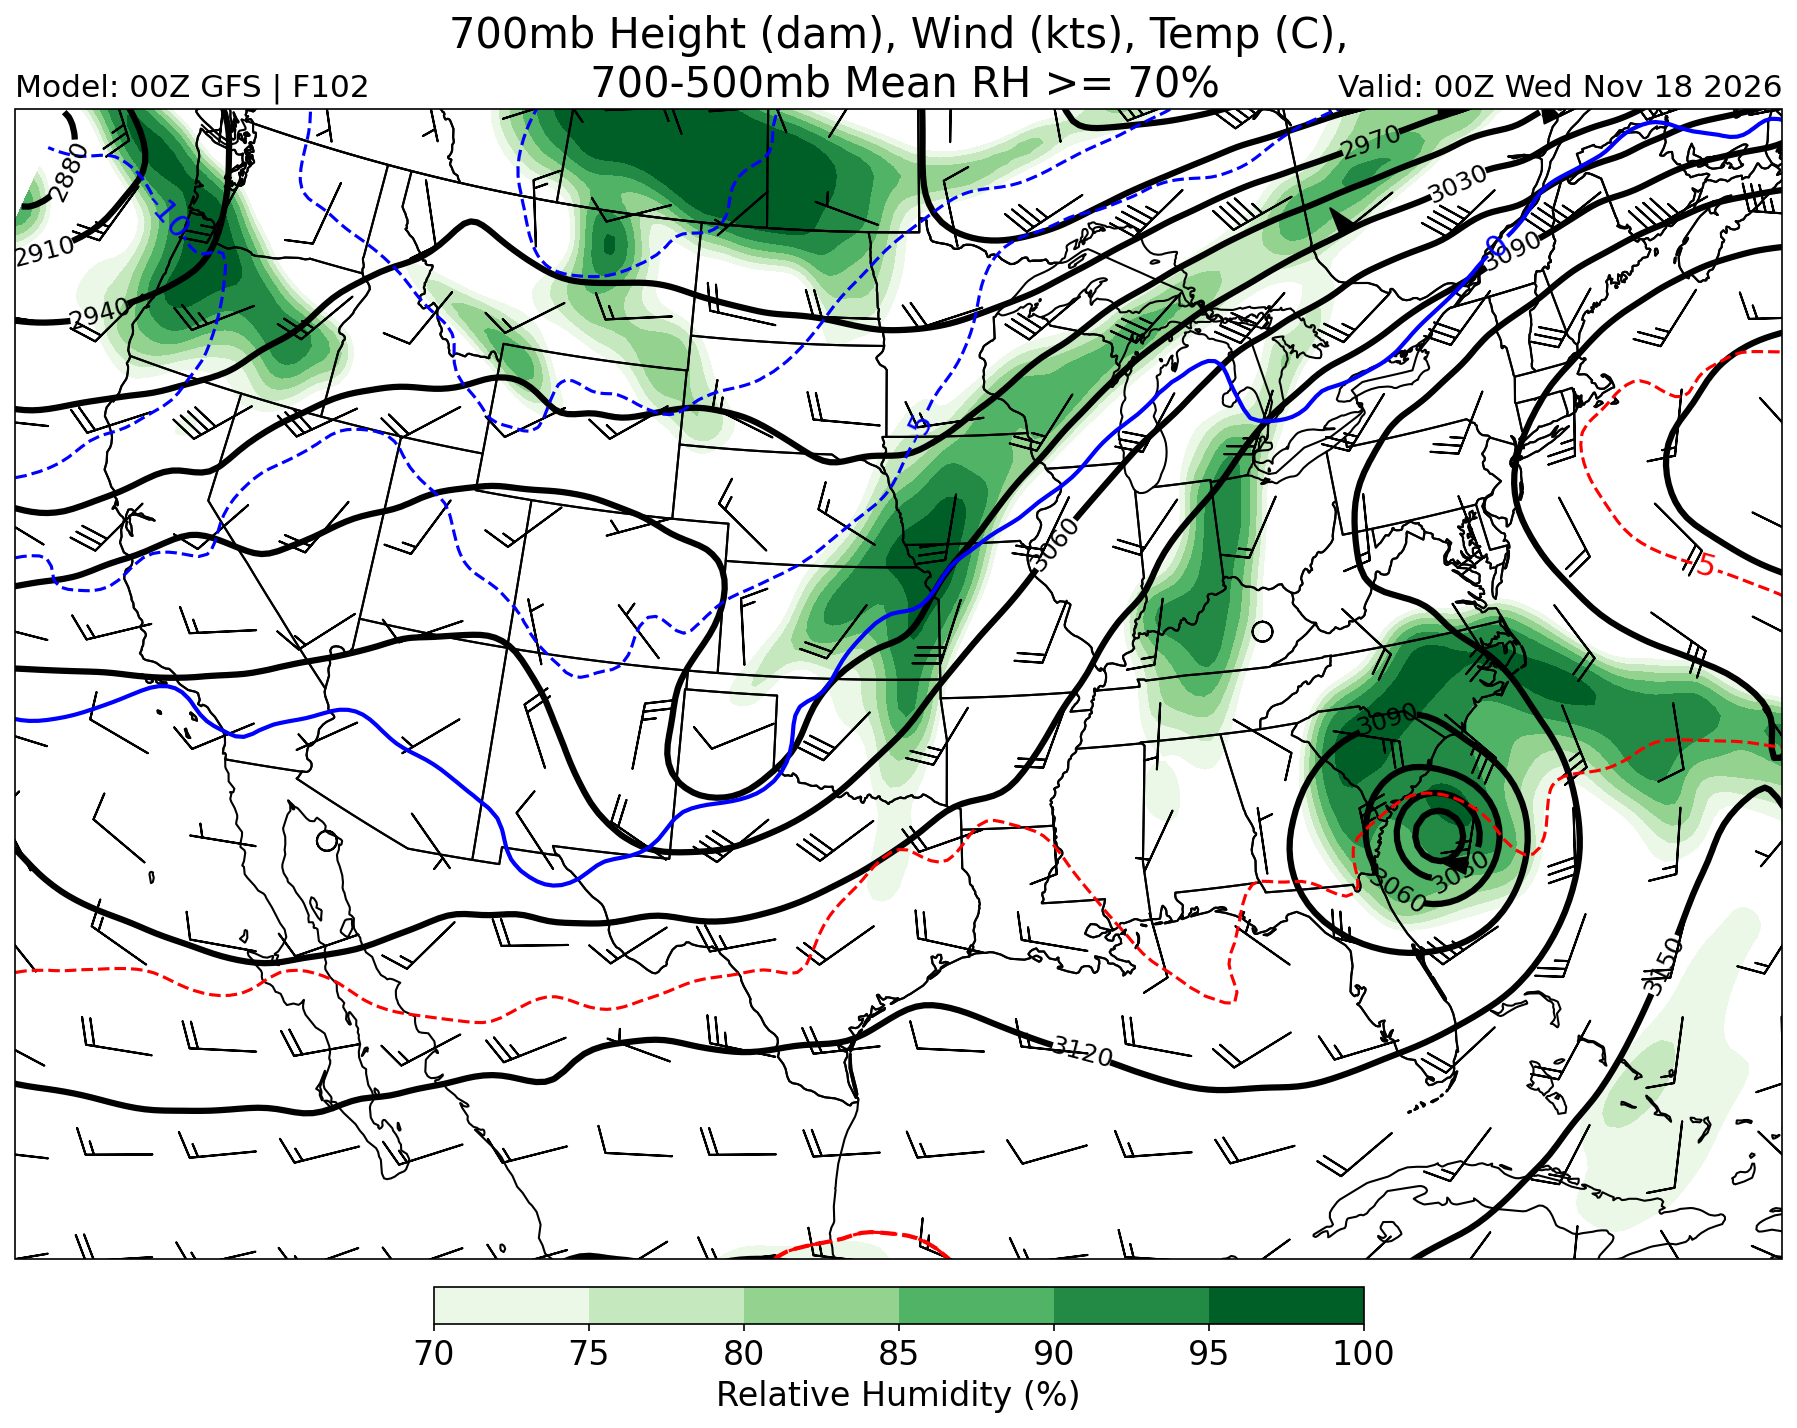 700mb Height (dam), Wind (kts), Temp (C),
700-500mb Mean RH >= 70%
Model: 00Z GFS | F102
Valid: 00Z Wed Nov 18 2026
2880
2970
3030
-10
2910
0
3090
2940
-5
3060
5
3090
3030
3060
3150
3120
70 75 80 85 90 95 100
Relative Humidity (%)